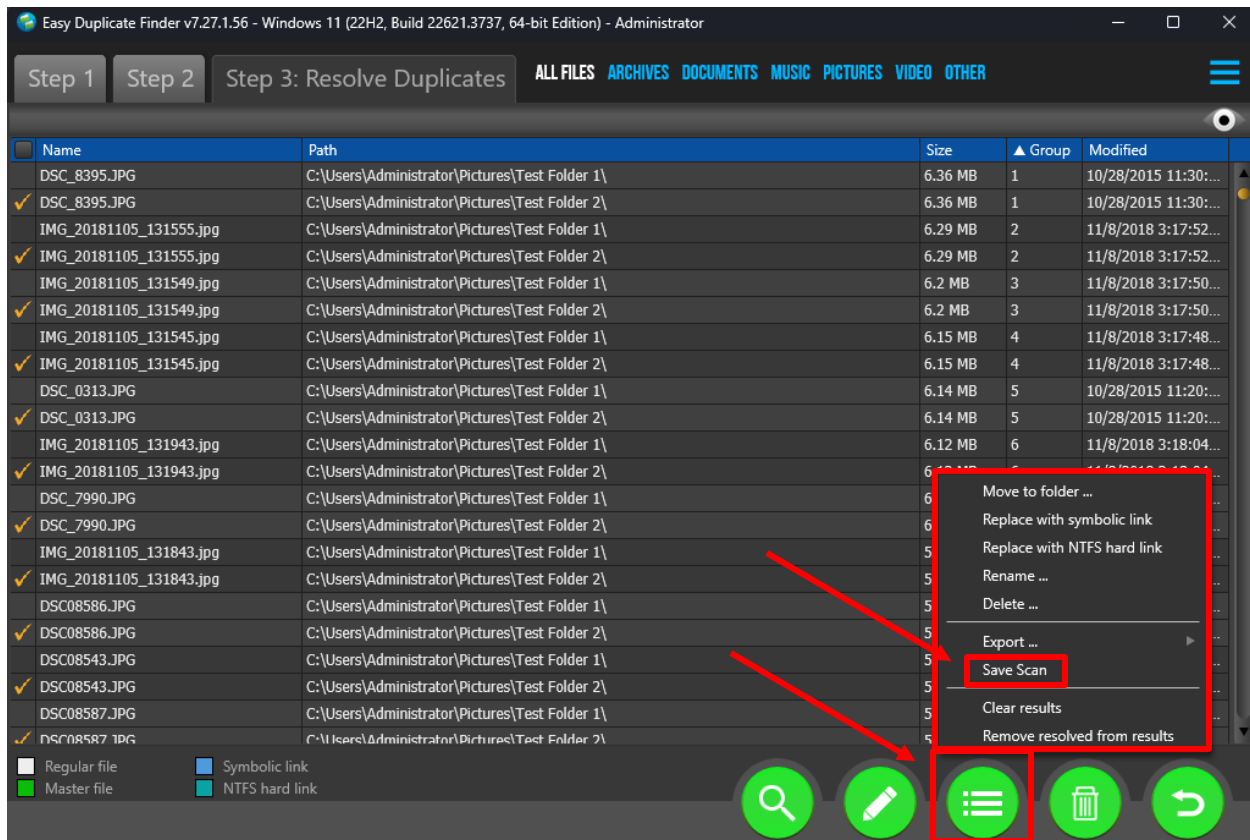 Easy Duplicate Finder v7.27.1.56 - Windows 11 (22H2, Build 22621.3737, 64-bit Edition) - Administrator
Step 1 Step 2 Step 3: Resolve Duplicates ALL FILES ARCHIVES DOCUMENTS MUSIC PICTURES VIDEO OTHER
Name Path Size ▲ Group Modified
DSC_8395.JPG C:\Users\Administrator\Pictures\Test Folder 1\ 6.36 MB 1 10/28/2015 11:30:...
DSC_8395.JPG C:\Users\Administrator\Pictures\Test Folder 2\ 6.36 MB 1 10/28/2015 11:30:...
IMG_20181105_131555.jpg C:\Users\Administrator\Pictures\Test Folder 1\ 6.29 MB 2 11/8/2018 3:17:52...
IMG_20181105_131555.jpg C:\Users\Administrator\Pictures\Test Folder 2\ 6.29 MB 2 11/8/2018 3:17:52...
IMG_20181105_131549.jpg C:\Users\Administrator\Pictures\Test Folder 1\ 6.2 MB 3 11/8/2018 3:17:50...
IMG_20181105_131549.jpg C:\Users\Administrator\Pictures\Test Folder 2\ 6.2 MB 3 11/8/2018 3:17:50...
IMG_20181105_131545.jpg C:\Users\Administrator\Pictures\Test Folder 1\ 6.15 MB 4 11/8/2018 3:17:48...
IMG_20181105_131545.jpg C:\Users\Administrator\Pictures\Test Folder 2\ 6.15 MB 4 11/8/2018 3:17:48...
DSC_0313.JPG C:\Users\Administrator\Pictures\Test Folder 1\ 6.14 MB 5 10/28/2015 11:20:...
DSC_0313.JPG C:\Users\Administrator\Pictures\Test Folder 2\ 6.14 MB 5 10/28/2015 11:20:...
IMG_20181105_131943.jpg C:\Users\Administrator\Pictures\Test Folder 1\ 6.12 MB 6 11/8/2018 3:18:04...
IMG_20181105_131943.jpg C:\Users\Administrator\Pictures\Test Folder 2\
DSC_7990.JPG C:\Users\Administrator\Pictures\Test Folder 1\ 6
DSC_7990.JPG C:\Users\Administrator\Pictures\Test Folder 2\ 6
IMG_20181105_131843.jpg C:\Users\Administrator\Pictures\Test Folder 1\ 5
IMG_20181105_131843.jpg C:\Users\Administrator\Pictures\Test Folder 2\ 5
DSC08586.JPG C:\Users\Administrator\Pictures\Test Folder 1\ 5
DSC08586.JPG C:\Users\Administrator\Pictures\Test Folder 2\ 5
DSC08543.JPG C:\Users\Administrator\Pictures\Test Folder 1\ 5
DSC08543.JPG C:\Users\Administrator\Pictures\Test Folder 2\ 5
DSC08587.JPG C:\Users\Administrator\Pictures\Test Folder 1\ 5
DSC08587.JPG C:\Users\Administrator\Pictures\Test Folder 2\ 5
Move to folder ...
Replace with symbolic link
Replace with NTFS hard link
Rename ...
Delete ...
Export ...
Save Scan
Clear results
Remove resolved from results
Regular file Symbolic link
Master file NTFS hard link